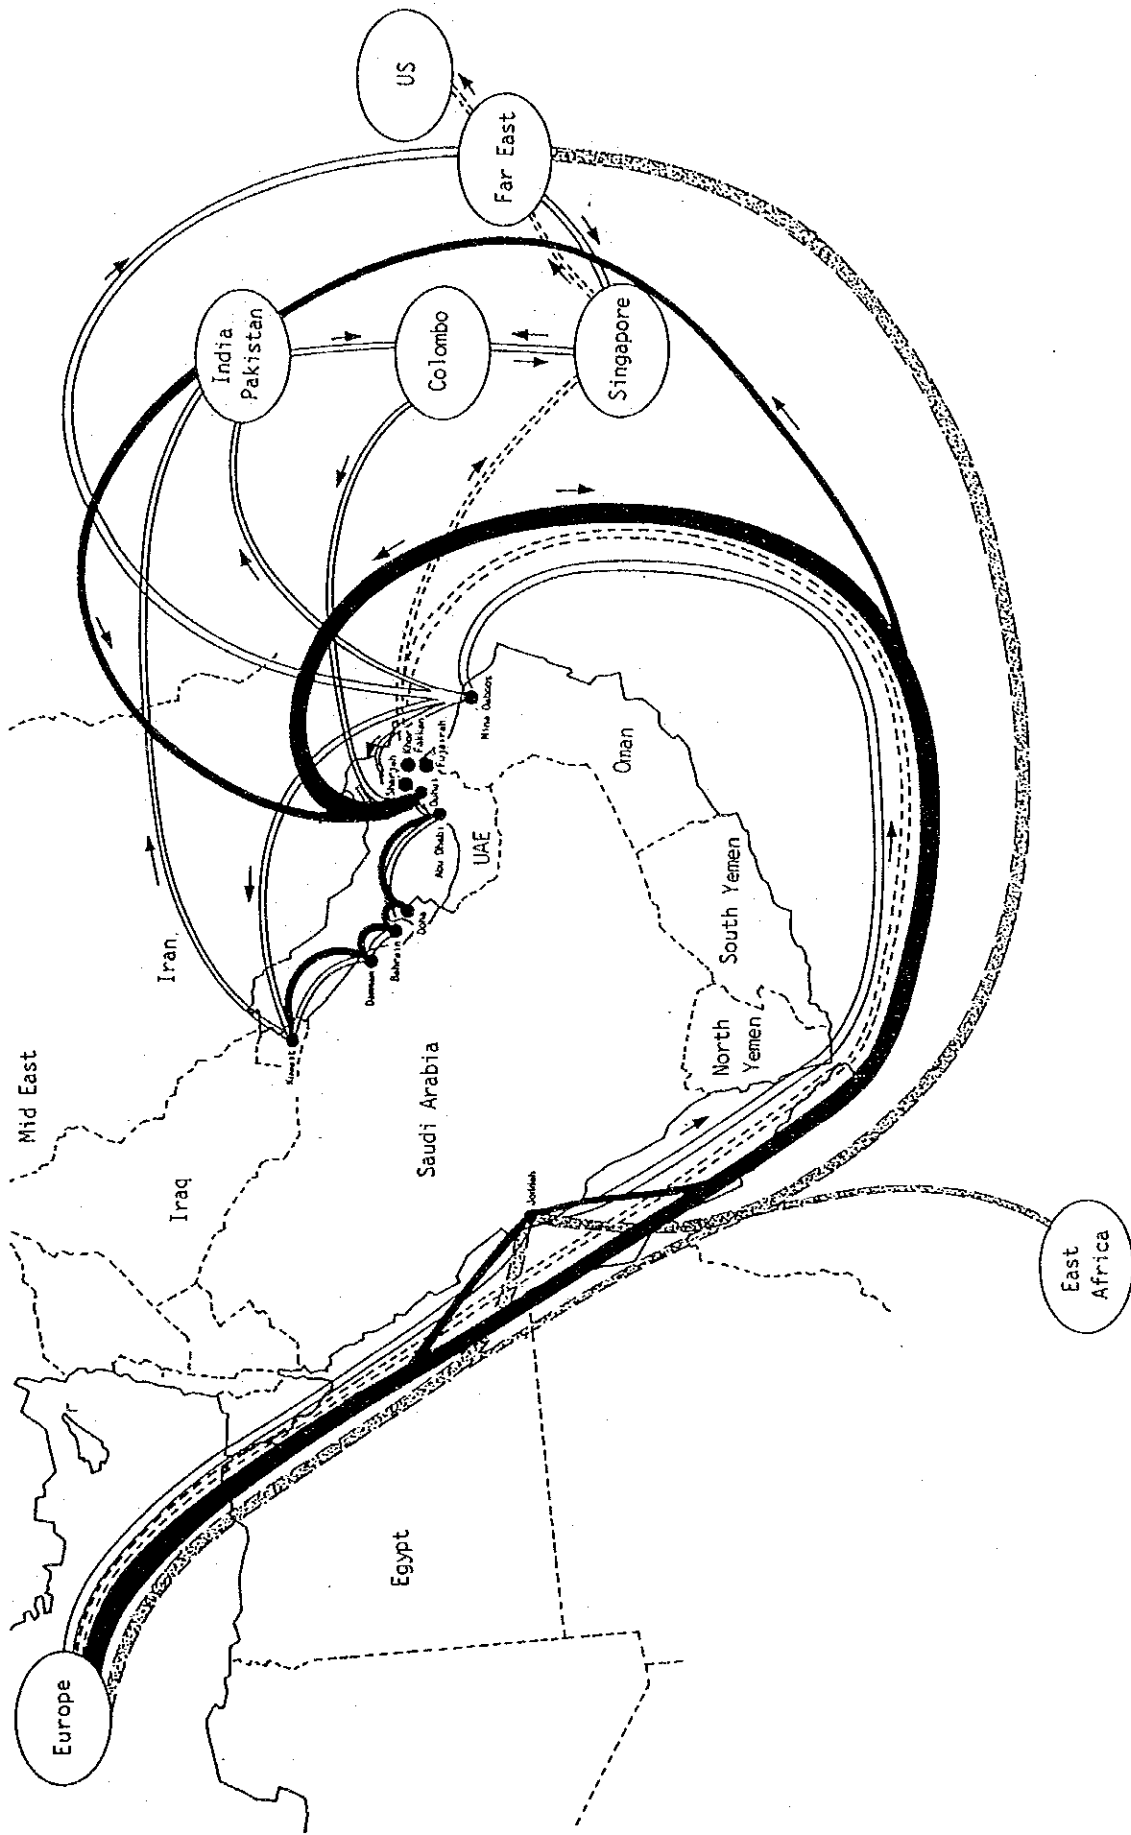 Mid East
Europe
Iraq
Iran
Kuwait
Saudi Arabia
Egypt
Dammam
Bahrain
Doha
Abu Dhabi
Dubai
Sharjah
Khor
Fakkan
Fujairah
UAE
Mina Qaboos
Oman
South Yemen
North
Yemen
Jeddah
East
Africa
India
Pakistan
Colombo
Singapore
Far East
US